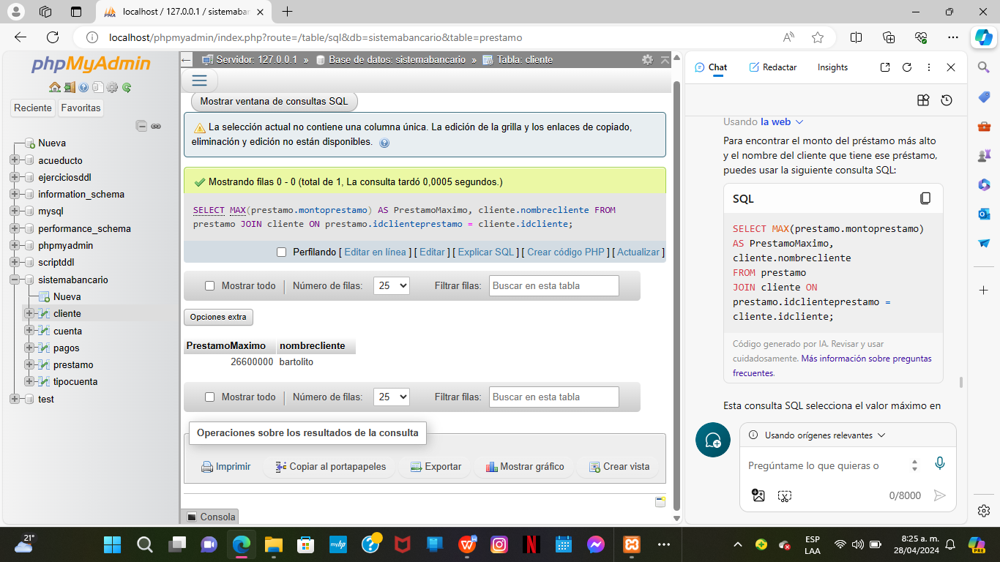 localhost / 127.0.0.1 / sistemaban
localhost/phpmyadmin/index.php?route=/table/sql&db=sistemabancario&table=prestamo
phpMyAdmin
Reciente
Favoritas
Nueva
acueducto
ejerciciosddl
information_schema
mysql
performance_schema
phpmyadmin
scriptddl
sistemabancario
Nueva
cliente
cuenta
pagos
prestamo
tipocuenta
test
Servidor: 127.0.0.1 » Base de datos: sistemabancario » Tabla: cliente
Mostrar ventana de consultas SQL
La selección actual no contiene una columna única. La edición de la grilla y los enlaces de copiado,
eliminación y edición no están disponibles.
Mostrando filas 0 - 0 (total de 1, La consulta tardó 0,0005 segundos.)
SELECT MAX(prestamo.montoprestamo) AS PrestamoMaximo, cliente.nombrecliente FROM
prestamo JOIN cliente ON prestamo.idclienteprestamo = cliente.idcliente;
Perfilando [ Editar en línea ] [ Editar ] [ Explicar SQL ] [ Crear código PHP ] [ Actualizar ]
Mostrar todo | Número de filas: 25 Filtrar filas: Buscar en esta tabla
Opciones extra
PrestamoMaximo nombrecliente
26600000 bartolito
Mostrar todo | Número de filas: 25 Filtrar filas: Buscar en esta tabla
Operaciones sobre los resultados de la consulta
Imprimir Copiar al portapapeles Exportar Mostrar gráfico Crear vista
Consola
Chat Redactar Insights
Usando la web
Para encontrar el monto del préstamo más alto
y el nombre del cliente que tiene ese préstamo,
puedes usar la siguiente consulta SQL:
SQL
SELECT MAX(prestamo.montoprestamo)
AS PrestamoMaximo,
cliente.nombrecliente
FROM prestamo
JOIN cliente ON
prestamo.idclienteprestamo =
cliente.idcliente;
Código generado por IA. Revisar y usar
cuidadosamente. Más información sobre preguntas
frecuentes.
Esta consulta SQL selecciona el valor máximo en
Usando orígenes relevantes
Pregúntame lo que quieras o
0/8000
21°
ESP
LAA
8:25 a. m.
28/04/2024